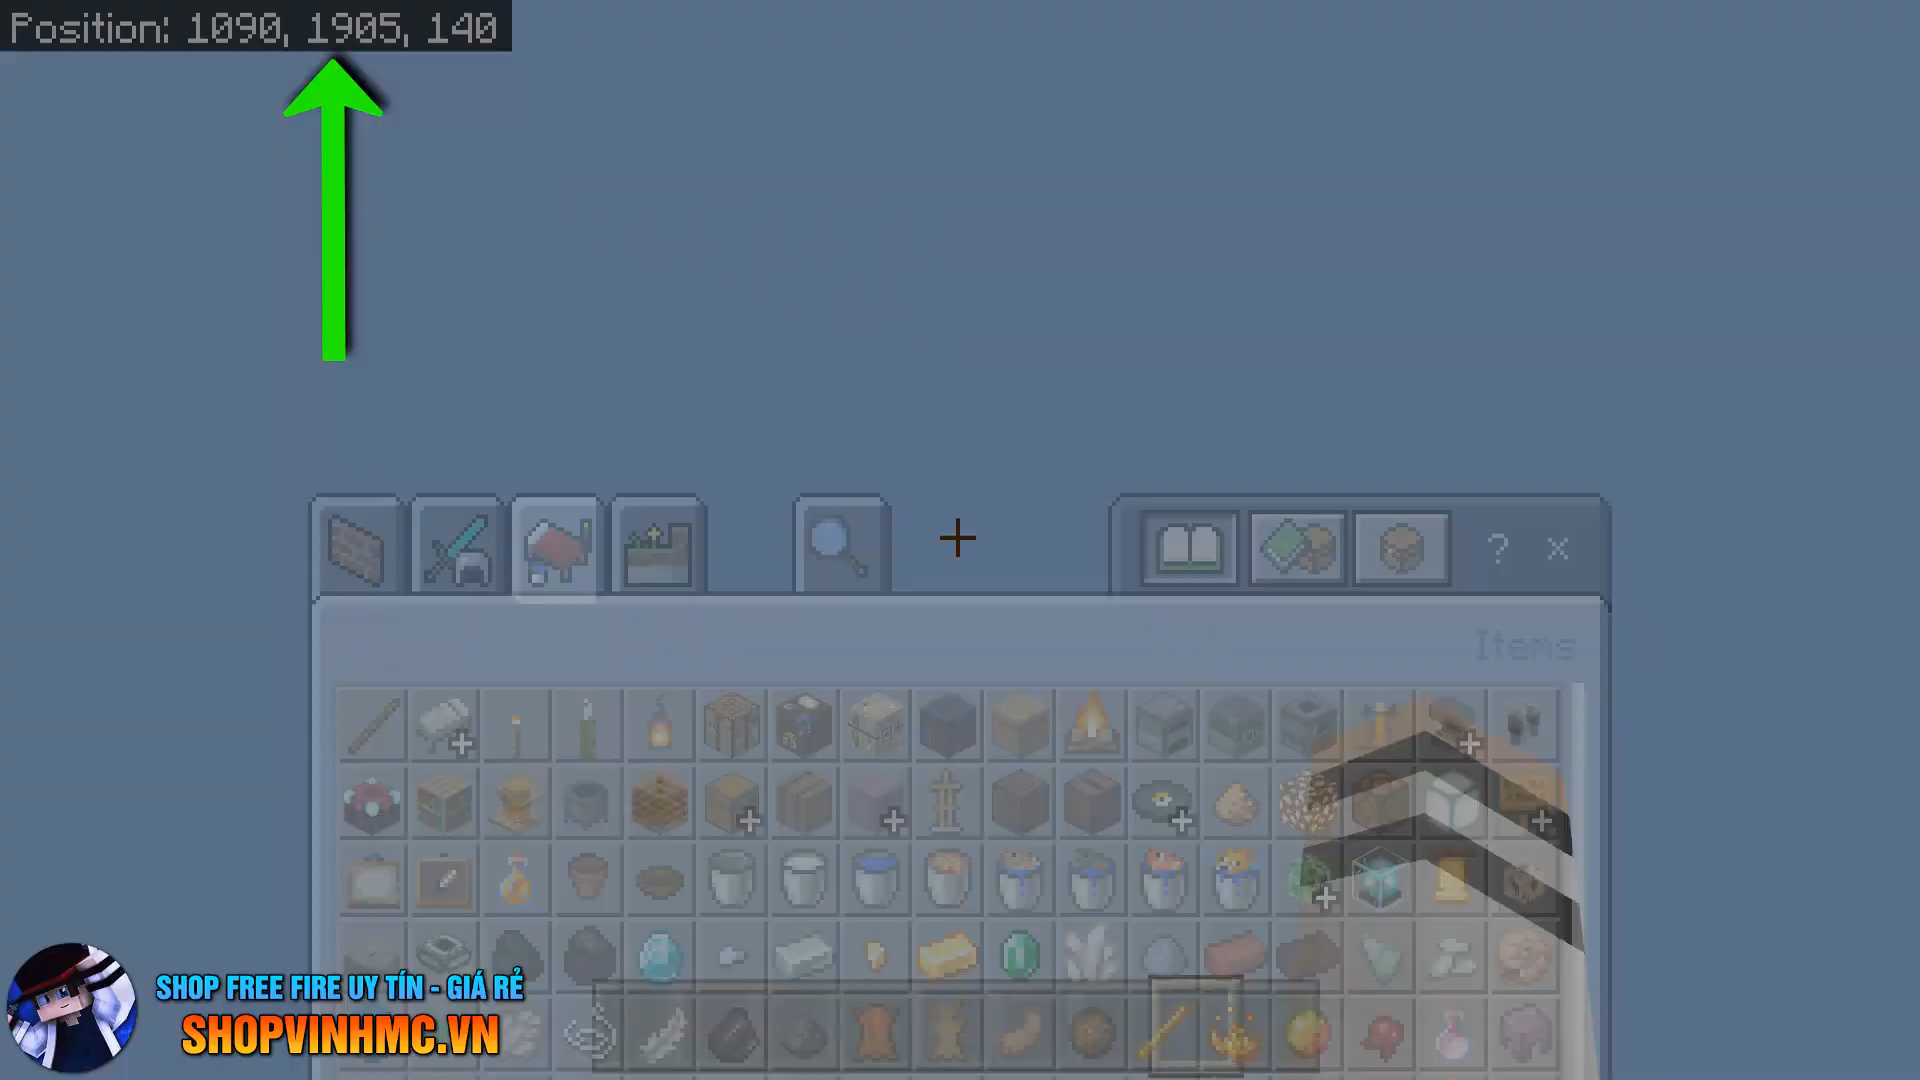 Position: 1090, 1905, 140
? ×
Items
SHOP FREE FIRE UY TÍN - GIÁ RẺ
SHOPVINHMC.VN